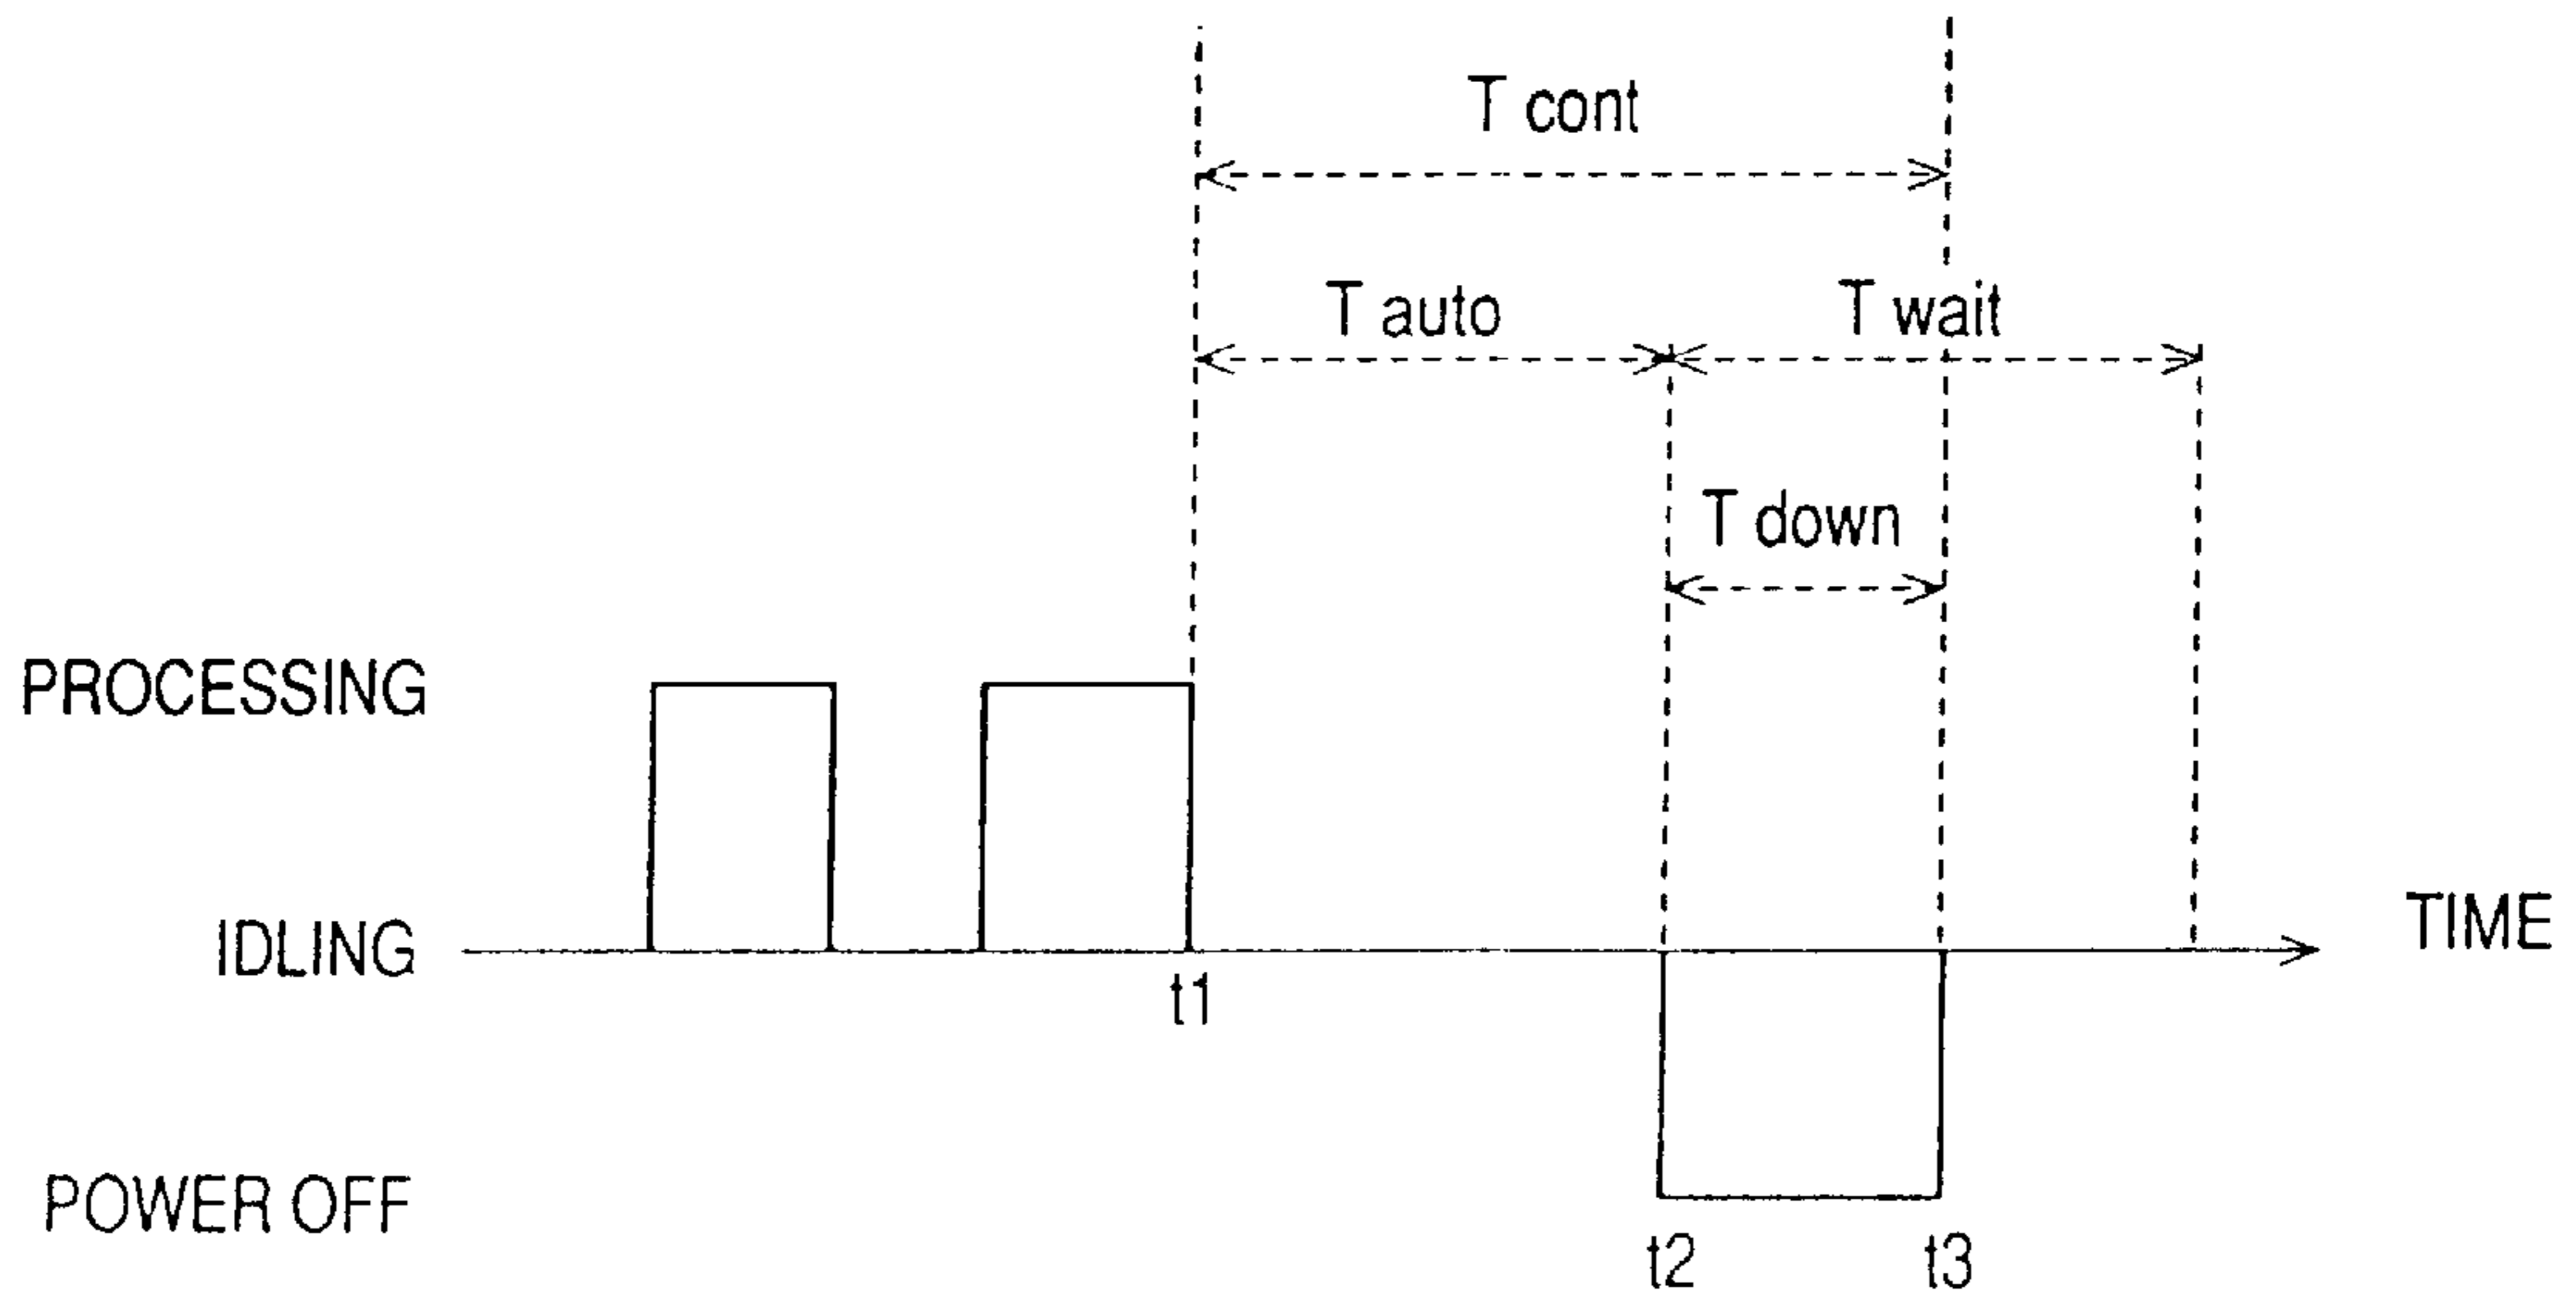 T cont
T auto
T wait
T down
PROCESSING
IDLING
TIME
t1
POWER OFF
t2
t3